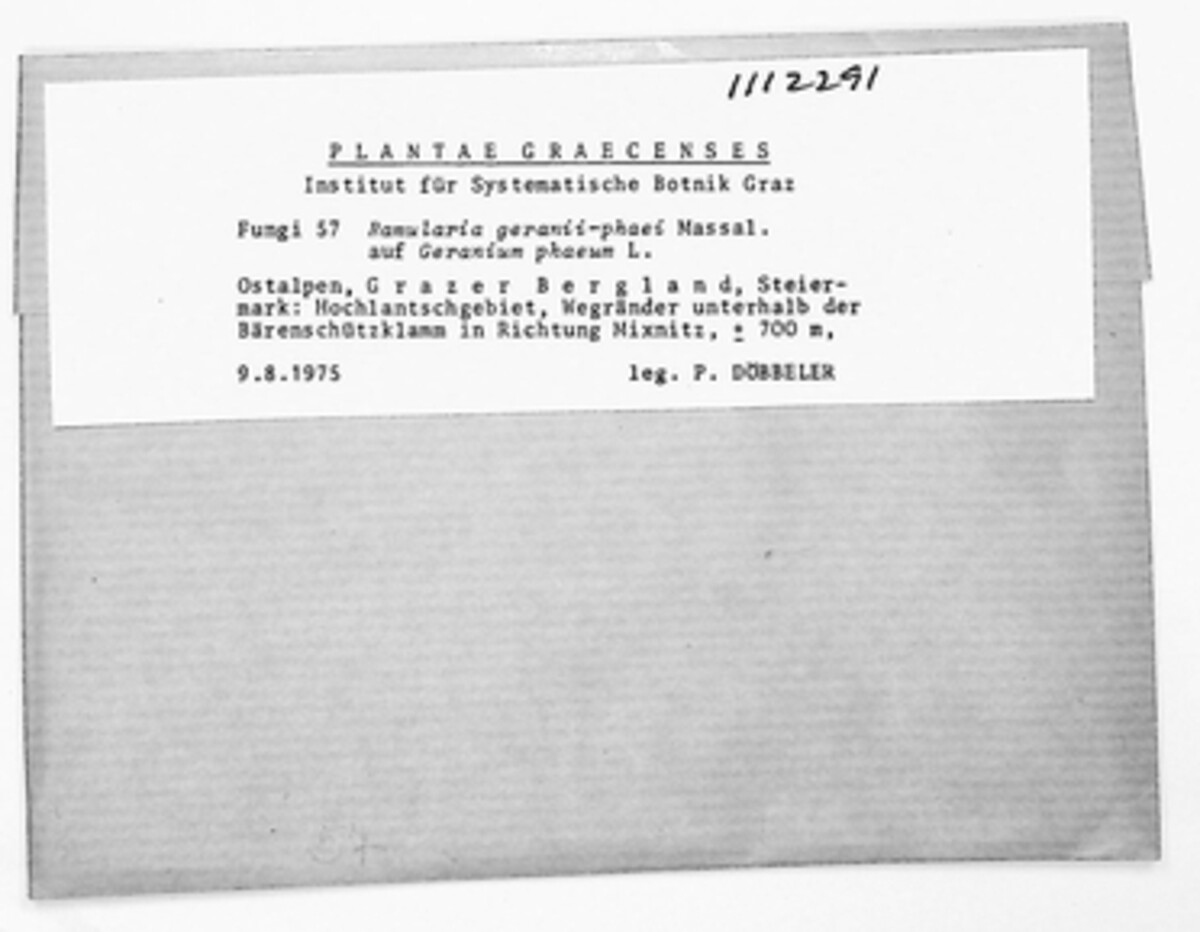 1112291
PLANTAE GRAECENSES
Institut für Systematische Botnik Graz
Fungi 57 Ramularia geranii-phaei Massal.
auf Geranium phaeum L.
Ostalpen, Grazer Bergland, Steier-
mark: Hochlantschgebiet, Wegränder unterhalb der
Bärenschützklamm in Richtung Mixnitz, ± 700 m,
9.8.1975 leg. P. DÖBBELER